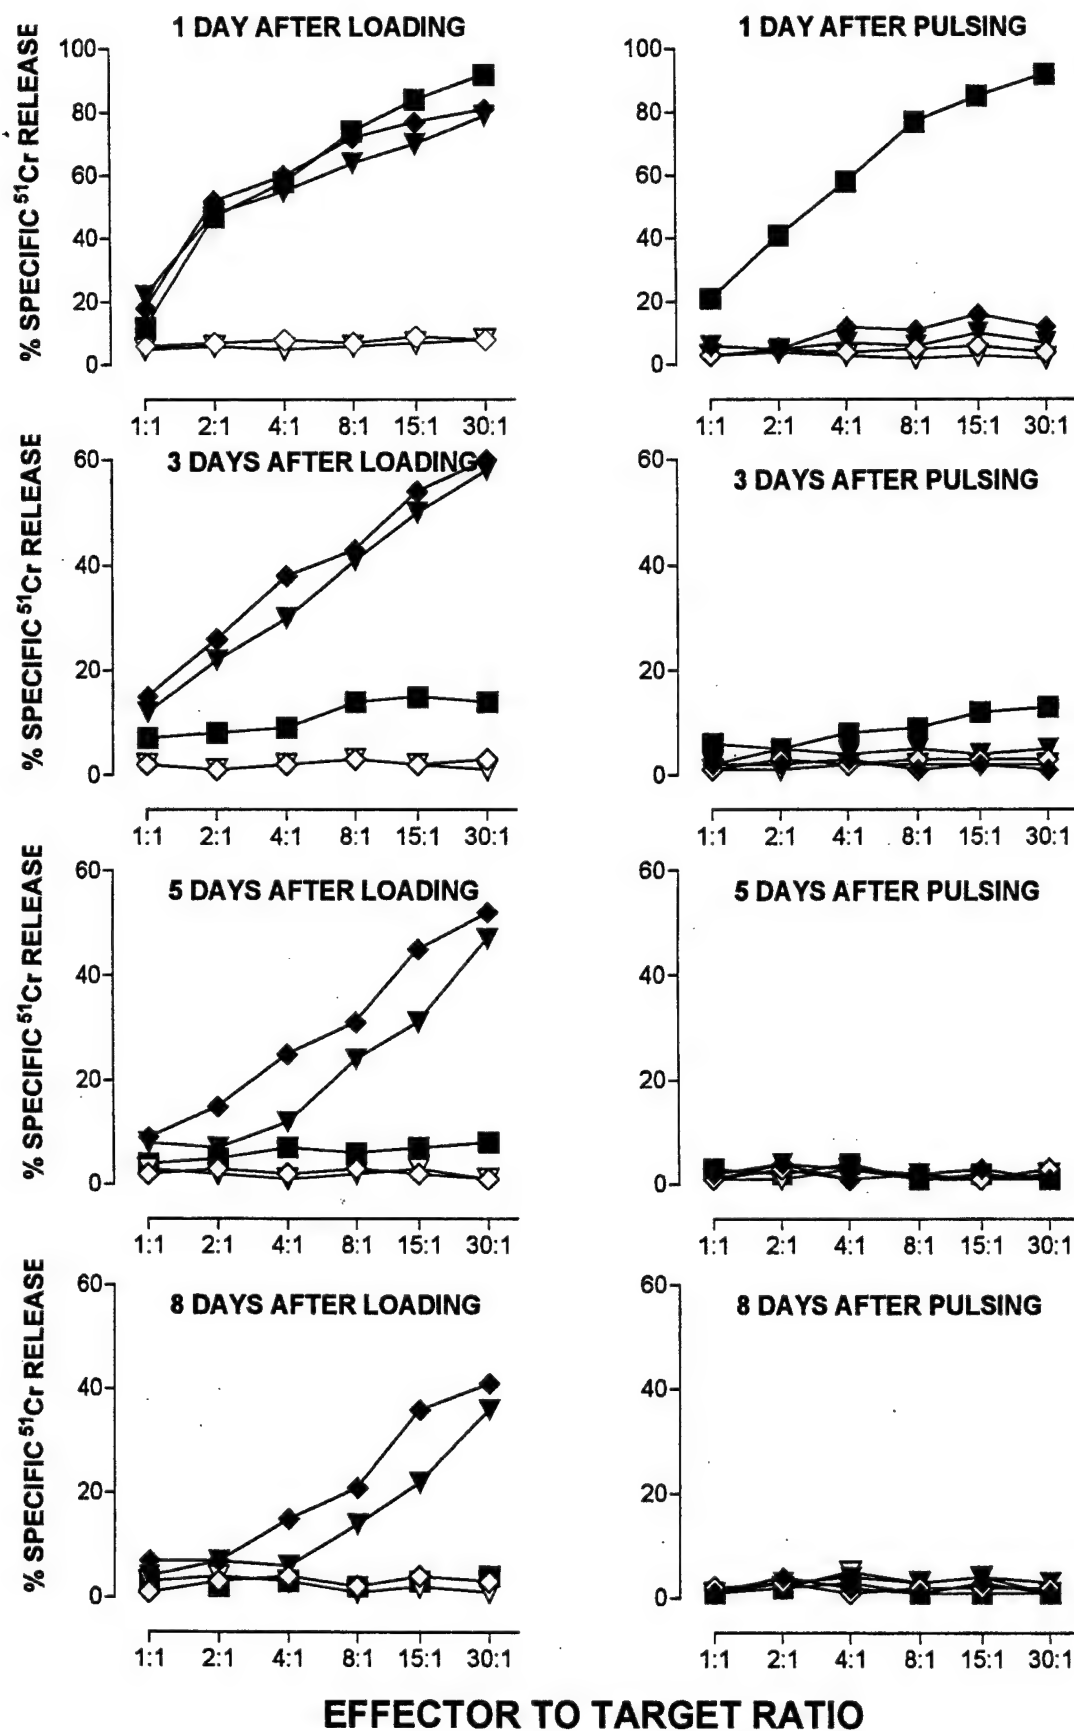 1 DAY AFTER LOADING
1 DAY AFTER PULSING
% SPECIFIC ⁵¹Cr RELEASE
100
80
60
40
20
0
1:1 2:1 4:1 8:1 15:1 30:1
100
80
60
40
20
0
1:1 2:1 4:1 8:1 15:1 30:1
3 DAYS AFTER LOADING
3 DAYS AFTER PULSING
% SPECIFIC ⁵¹Cr RELEASE
60
40
20
0
1:1 2:1 4:1 8:1 15:1 30:1
60
40
20
0
1:1 2:1 4:1 8:1 15:1 30:1
5 DAYS AFTER LOADING
5 DAYS AFTER PULSING
% SPECIFIC ⁵¹Cr RELEASE
60
40
20
0
1:1 2:1 4:1 8:1 15:1 30:1
60
40
20
0
1:1 2:1 4:1 8:1 15:1 30:1
8 DAYS AFTER LOADING
8 DAYS AFTER PULSING
% SPECIFIC ⁵¹Cr RELEASE
60
40
20
0
1:1 2:1 4:1 8:1 15:1 30:1
60
40
20
0
1:1 2:1 4:1 8:1 15:1 30:1
EFFECTOR TO TARGET RATIO